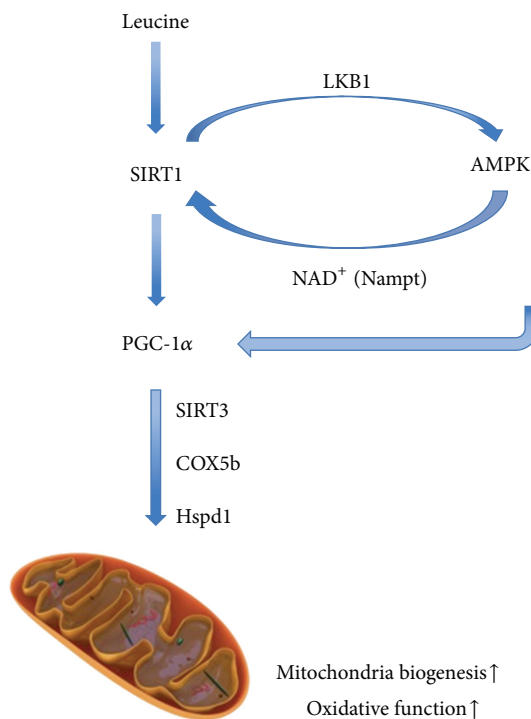 Leucine
LKB1
SIRT1
AMPK
NAD⁺ (Nampt)
PGC-1α
SIRT3
COX5b
Hspd1
Mitochondria biogenesis↑
Oxidative function↑